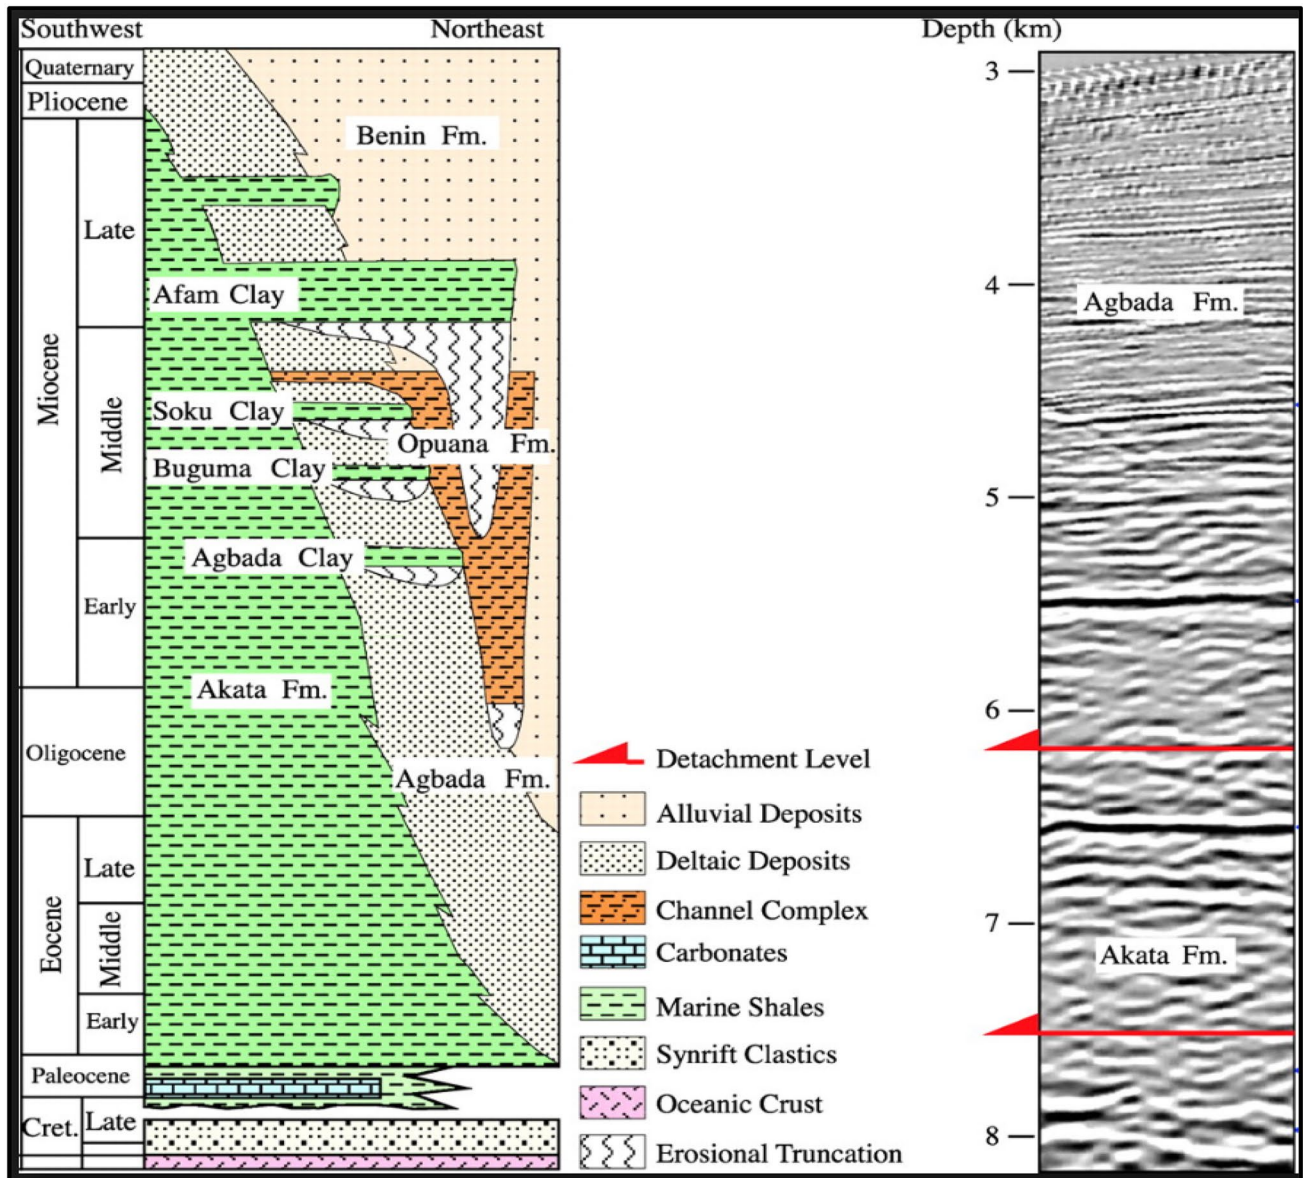 Southwest Northeast Depth (km)
Quaternary
Pliocene
Miocene
Late
Middle
Early
Oligocene
Eocene
Late
Middle
Early
Paleocene
Cret. Late
Benin Fm.
Afam Clay
Soku Clay
Opuana Fm.
Buguma Clay
Agbada Clay
Akata Fm.
Agbada Fm.
Detachment Level
Alluvial Deposits
Deltaic Deposits
Channel Complex
Carbonates
Marine Shales
Synrift Clastics
Oceanic Crust
Erosional Truncation
3
4
Agbada Fm.
5
6
7
Akata Fm.
8